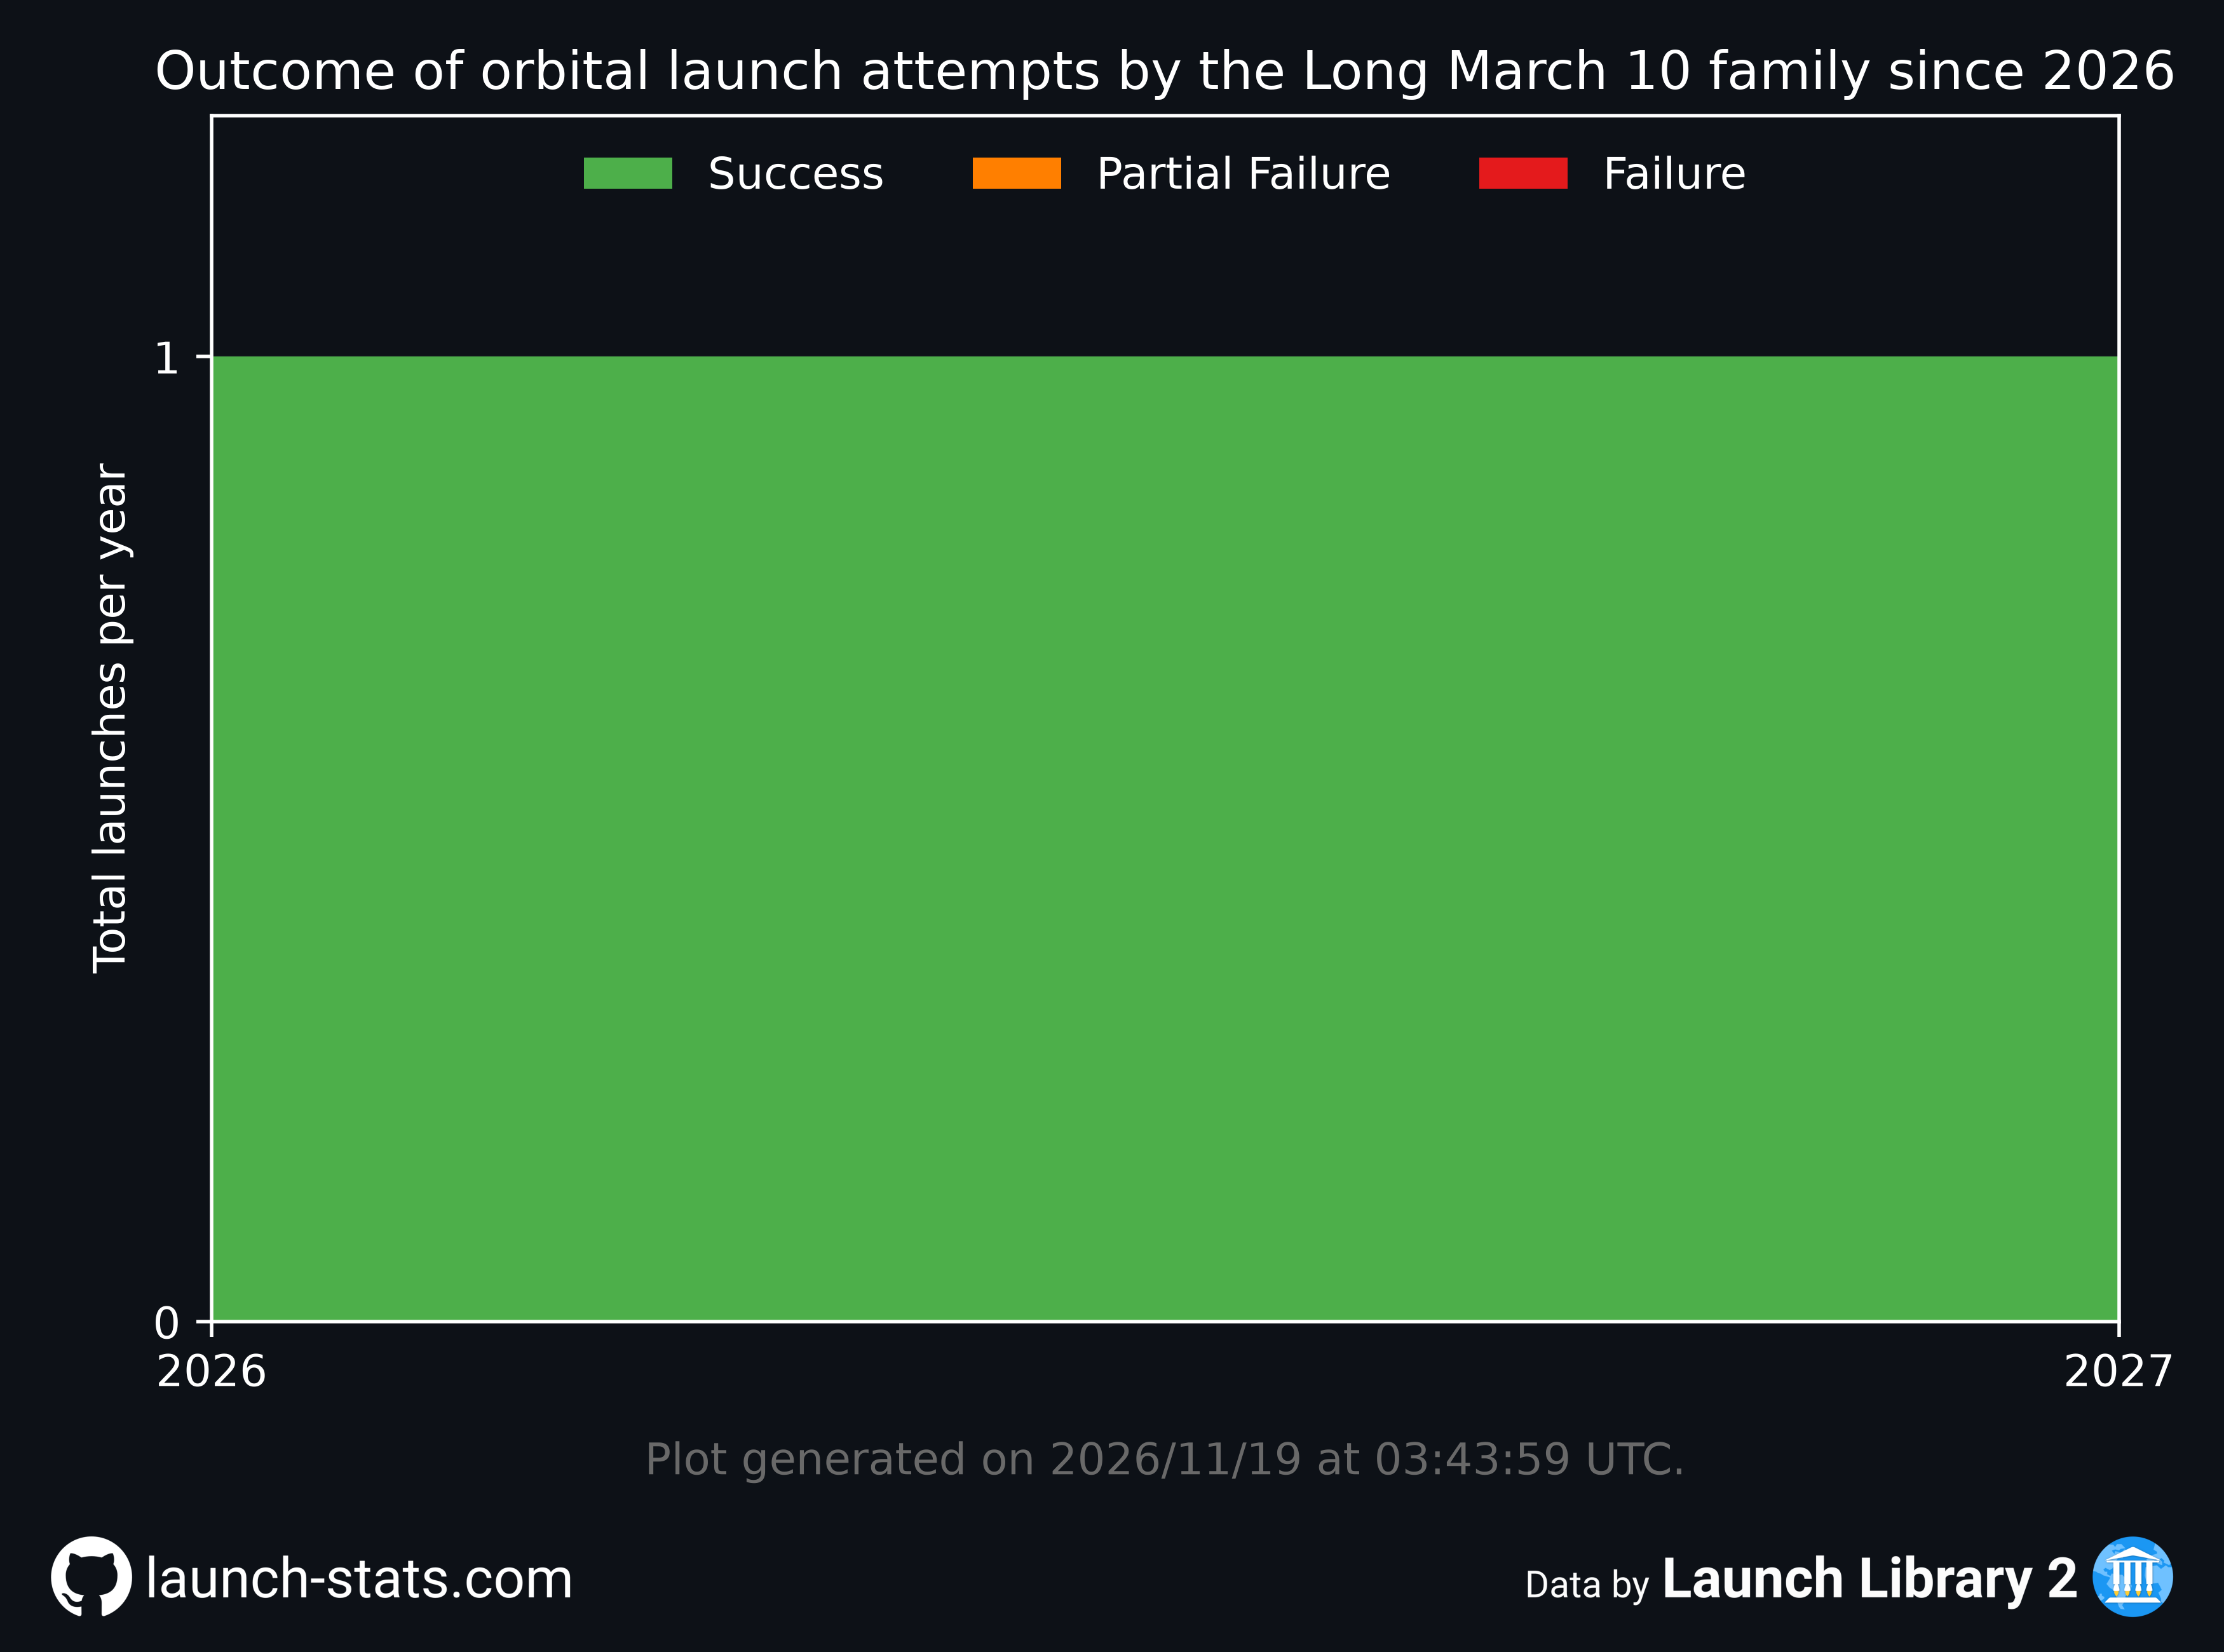 Outcome of orbital launch attempts by the Long March 10 family since 2026
Success
Partial Failure
Failure
1
Total launches per year
0
2026
2027
Plot generated on 2026/11/19 at 03:43:59 UTC.
launch-stats.com
Data by Launch Library 2